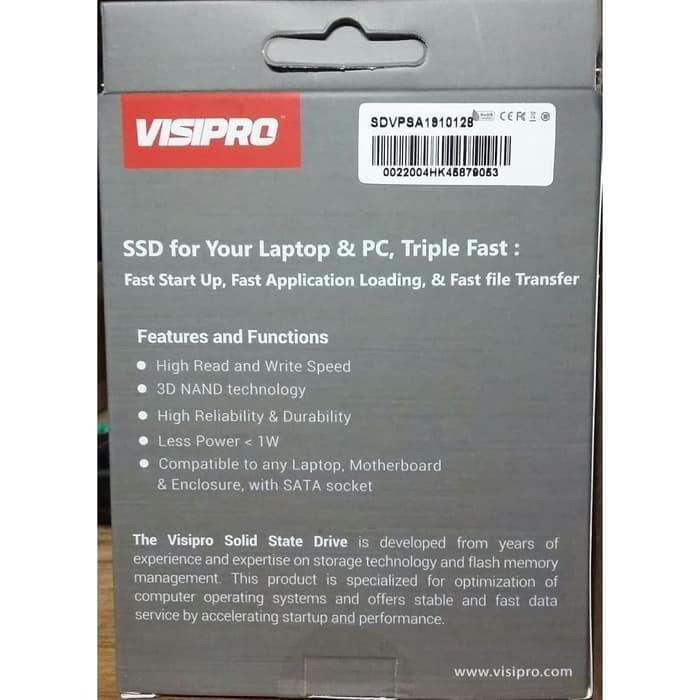 VISIPRO™
SDVPSA1910128
RoHS CE FC
0022004HK45879053
SSD for Your Laptop & PC, Triple Fast :
Fast Start Up, Fast Application Loading, & Fast file Transfer
Features and Functions
High Read and Write Speed
3D NAND technology
High Reliability & Durability
Less Power < 1W
Compatible to any Laptop, Motherboard
& Enclosure, with SATA socket
The Visipro Solid State Drive is developed from years of
experience and expertise on storage technology and flash memory
management. This product is specialized for optimization of
computer operating systems and offers stable and fast data
service by accelerating startup and performance.
www.visipro.com